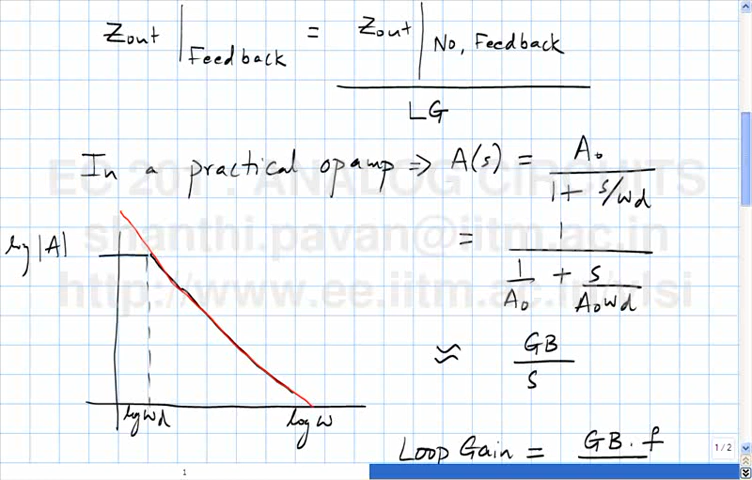 Zout | Feedback = Zout | No, Feedback / LG
In a practical opamp ⇒ A(s) = A₀ / 1 + s/ωd
EC 201: ANALOG CIRCUITS
shanthi.pavan@iitm.ac.in
http://www.ee.iitm.ac.in/vlsi
log |A|
= 1 / 1/A₀ + s/A₀ωd
≈ GB / s
log ωd
log ω
Loop Gain = GB. f
1/2
1